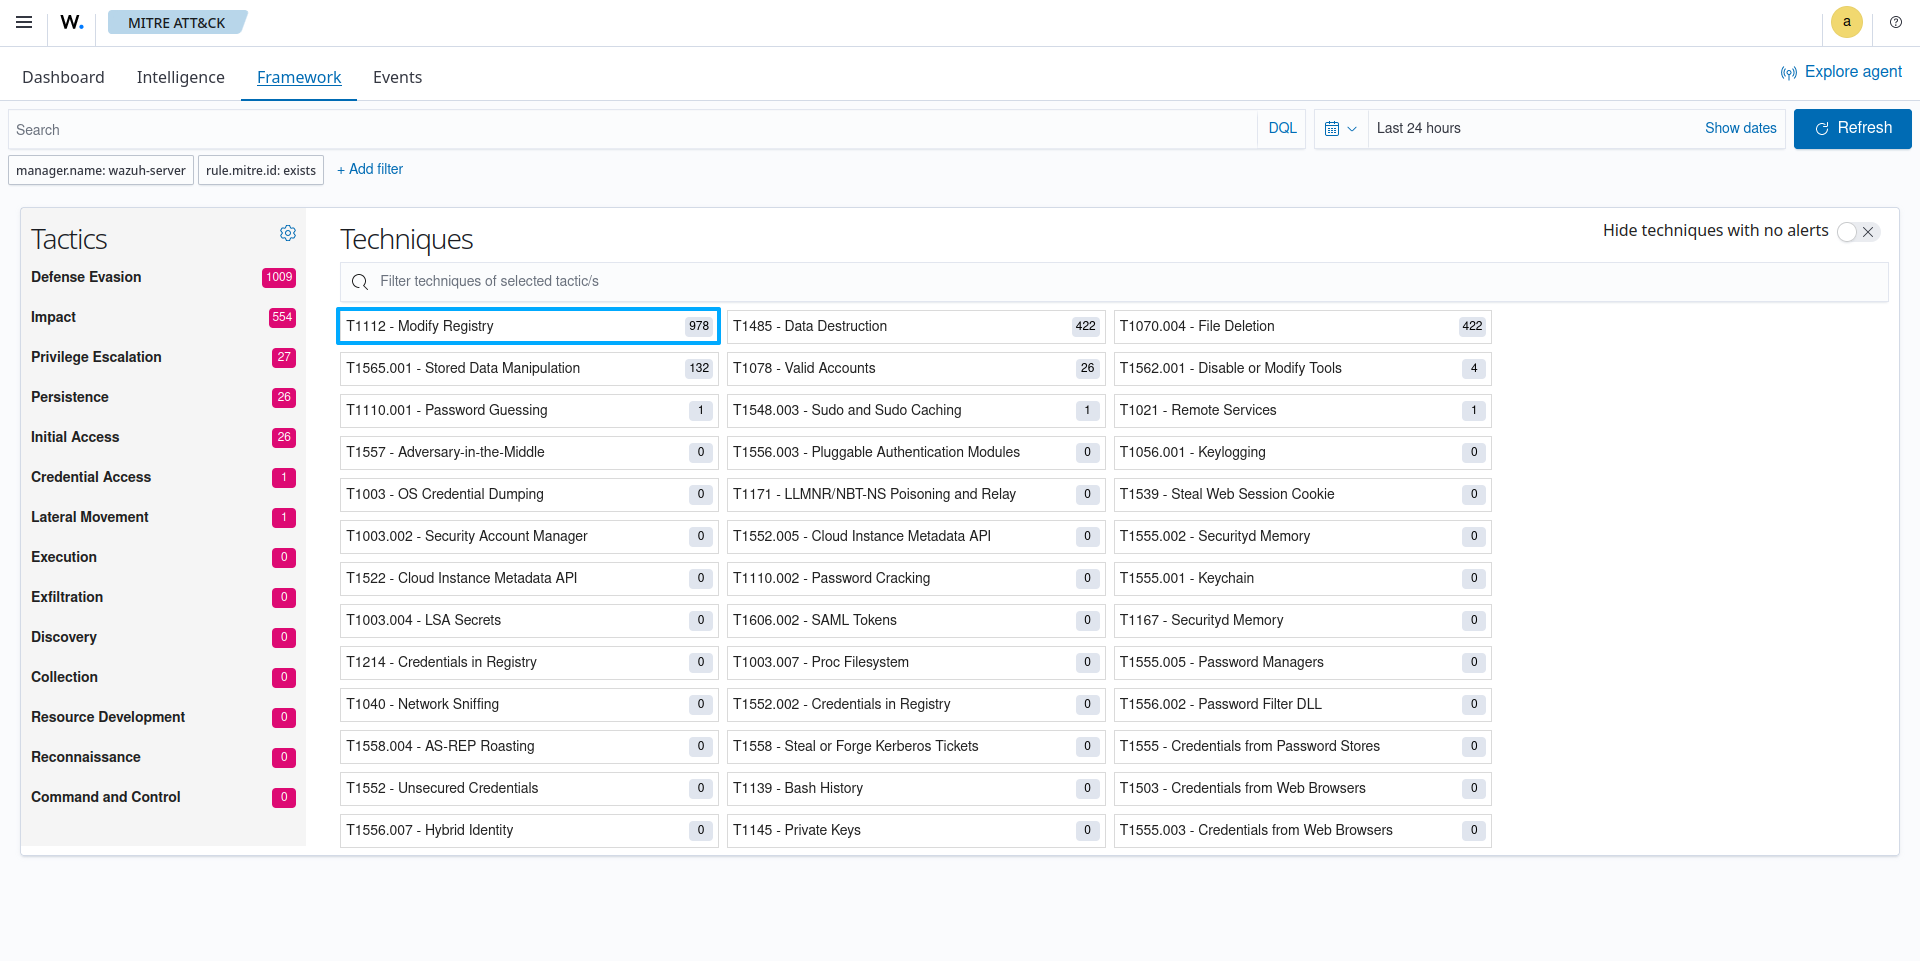 W. MITRE ATT&CK a
Dashboard Intelligence Framework Events Explore agent
Search DQL Last 24 hours Show dates Refresh
manager.name: wazuh-server rule.mitre.id: exists + Add filter
Tactics
Defense Evasion 1009
Impact 554
Privilege Escalation 27
Persistence 26
Initial Access 26
Credential Access 1
Lateral Movement 1
Execution 0
Exfiltration 0
Discovery 0
Collection 0
Resource Development 0
Reconnaissance 0
Command and Control 0
Techniques Hide techniques with no alerts
Filter techniques of selected tactic/s
T1112 - Modify Registry 978 T1485 - Data Destruction 422 T1070.004 - File Deletion 422
T1565.001 - Stored Data Manipulation 132 T1078 - Valid Accounts 26 T1562.001 - Disable or Modify Tools 4
T1110.001 - Password Guessing 1 T1548.003 - Sudo and Sudo Caching 1 T1021 - Remote Services 1
T1557 - Adversary-in-the-Middle 0 T1556.003 - Pluggable Authentication Modules 0 T1056.001 - Keylogging 0
T1003 - OS Credential Dumping 0 T1171 - LLMNR/NBT-NS Poisoning and Relay 0 T1539 - Steal Web Session Cookie 0
T1003.002 - Security Account Manager 0 T1552.005 - Cloud Instance Metadata API 0 T1555.002 - Securityd Memory 0
T1522 - Cloud Instance Metadata API 0 T1110.002 - Password Cracking 0 T1555.001 - Keychain 0
T1003.004 - LSA Secrets 0 T1606.002 - SAML Tokens 0 T1167 - Securityd Memory 0
T1214 - Credentials in Registry 0 T1003.007 - Proc Filesystem 0 T1555.005 - Password Managers 0
T1040 - Network Sniffing 0 T1552.002 - Credentials in Registry 0 T1556.002 - Password Filter DLL 0
T1558.004 - AS-REP Roasting 0 T1558 - Steal or Forge Kerberos Tickets 0 T1555 - Credentials from Password Stores 0
T1552 - Unsecured Credentials 0 T1139 - Bash History 0 T1503 - Credentials from Web Browsers 0
T1556.007 - Hybrid Identity 0 T1145 - Private Keys 0 T1555.003 - Credentials from Web Browsers 0